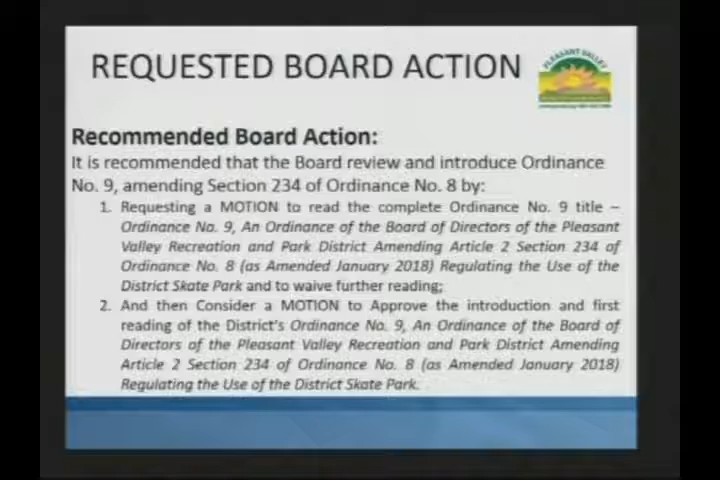 REQUESTED BOARD ACTION
PLEASANT VALLEY
Recommended Board Action:
It is recommended that the Board review and introduce Ordinance
No. 9, amending Section 234 of Ordinance No. 8 by:
1. Requesting a MOTION to read the complete Ordinance No. 9 title –
Ordinance No. 9, An Ordinance of the Board of Directors of the Pleasant
Valley Recreation and Park District Amending Article 2 Section 234 of
Ordinance No. 8 (as Amended January 2018) Regulating the Use of the
District Skate Park and to waive further reading;
2. And then Consider a MOTION to Approve the introduction and first
reading of the District's Ordinance No. 9, An Ordinance of the Board of
Directors of the Pleasant Valley Recreation and Park District Amending
Article 2 Section 234 of Ordinance No. 8 (as Amended January 2018)
Regulating the Use of the District Skate Park.